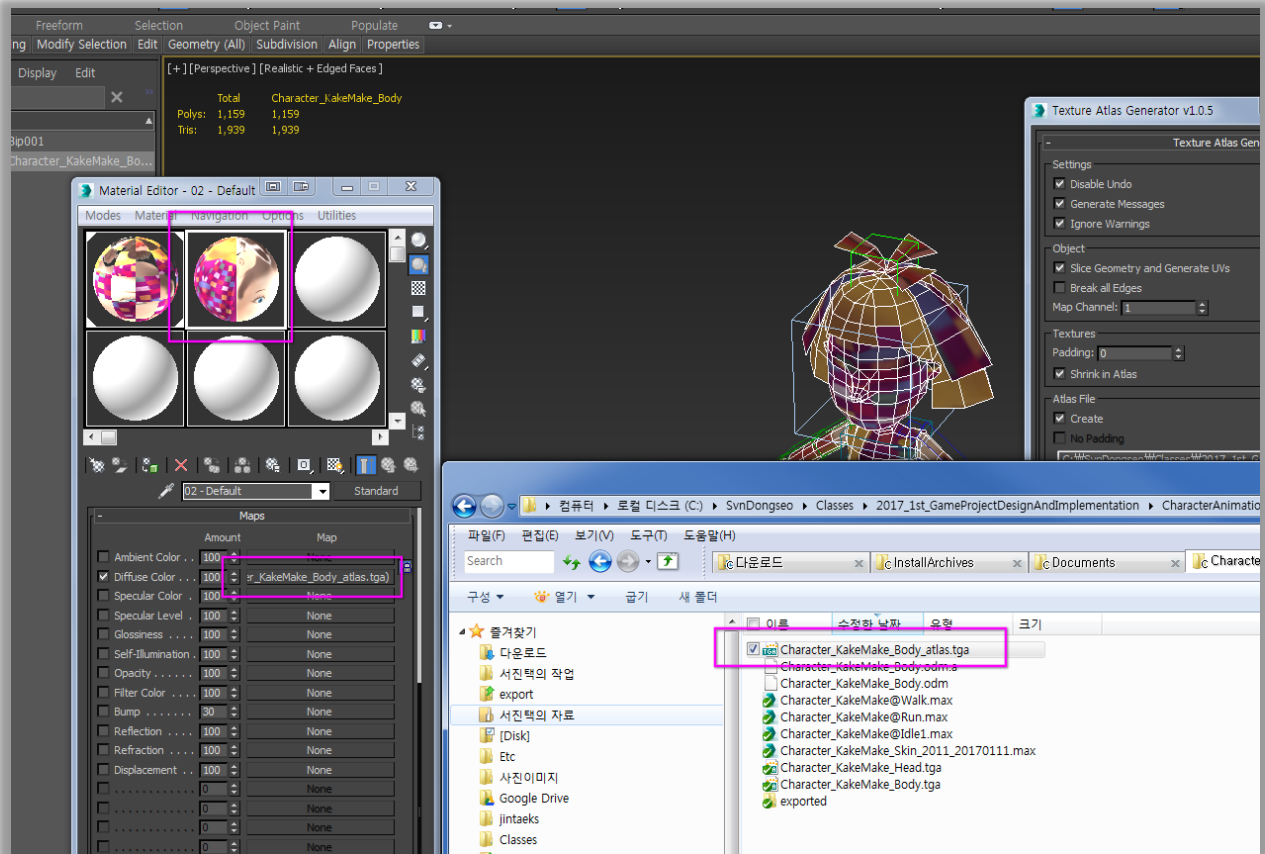 Freeform Selection Object Paint Populate
ng Modify Selection Edit Geometry (All) Subdivision Align Properties
Display Edit
[+] [Perspective] [Realistic + Edged Faces]
Total Character_KakeMake_Body
Polys: 1,159 1,159
Tris: 1,939 1,939
Bip001
Character_KakeMake_Bo...
Texture Atlas Generator v1.0.5
- Texture Atlas Gen
Settings
Disable Undo
Generate Messages
Ignore Warnings
Object
Slice Geometry and Generate UVs
Break all Edges
Map Channel: 1
Textures
Padding: 0
Shrink in Atlas
Atlas File
Create
No Padding
C:₩SvnDongseo₩Classes₩2017_1st_G
Material Editor - 02 - Default
Modes Material Navigation Options Utilities
02 - Default Standard
- Maps
Amount Map
Ambient Color . . 100 None
Diffuse Color . . . 100 er_KakeMake_Body_atlas.tga)
Specular Color . 100 None
Specular Level . 100 None
Glossiness . . . . 100 None
Self-Illumination . 100 None
Opacity . . . . . . 100 None
Filter Color . . . . 100 None
Bump . . . . . . . 30 None
Reflection . . . . 100 None
Refraction . . . . 100 None
Displacement . . 100 None
. . . . . . . . . . . 0 None
. . . . . . . . . . . 0 None
. . . . . . . . . . . 0 None
. . . . . . . . . . . 0 None
컴퓨터 로컬 디스크 (C:) SvnDongseo Classes 2017_1st_GameProjectDesignAndImplementation CharacterAnimatio
파일(F) 편집(E) 보기(V) 도구(T) 도움말(H)
Search 다운로드 x InstallArchives x Documents x Characte
구성 열기 굽기 새 폴더
이름 수정한 날짜 유형 크기
즐겨찾기
다운로드
서진택의 작업
export
서진택의 자료
[Disk]
Etc
사진이미지
Google Drive
jintaeks
Classes
Character_KakeMake_Body_atlas.tga
Character_KakeMake_Body.odm.a
Character_KakeMake_Body.odm
Character_KakeMake@Walk.max
Character_KakeMake@Run.max
Character_KakeMake@Idle1.max
Character_KakeMake_Skin_2011_20170111.max
Character_KakeMake_Head.tga
Character_KakeMake_Body.tga
exported